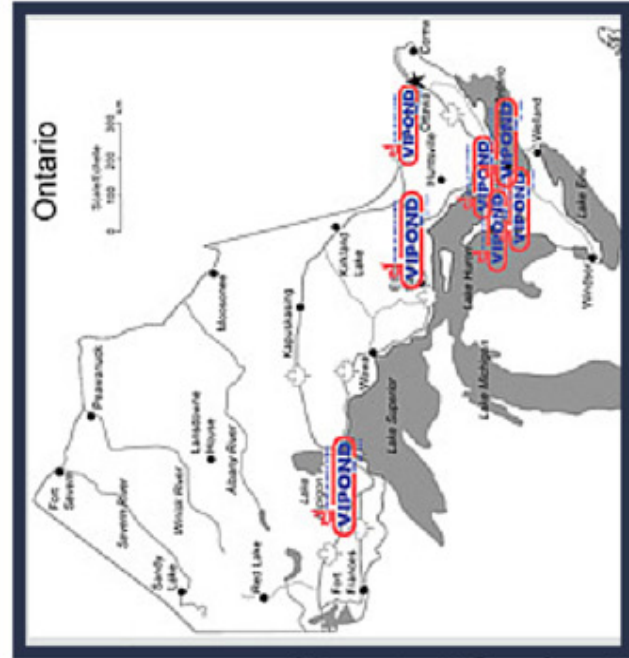 Ontario
Scale/Echelle
0 100 200 300
km
Fort
Severn
Peawanuck
Severn River
Winisk River
Sandy
Lake
Lansdowne
House
Moosonee
Albany River
Red Lake
Kapuskasing
Kirkland
Lake
Lake
VIPOND
Fort
Frances
Wawa
VIPOND
VIPOND
Ottawa
Huntsville
Lake Superior
Lake Huron
VIPOND
VIPOND
VIPOND
VIPOND
Lake Michigan
Welland
Lake Erie
Windsor